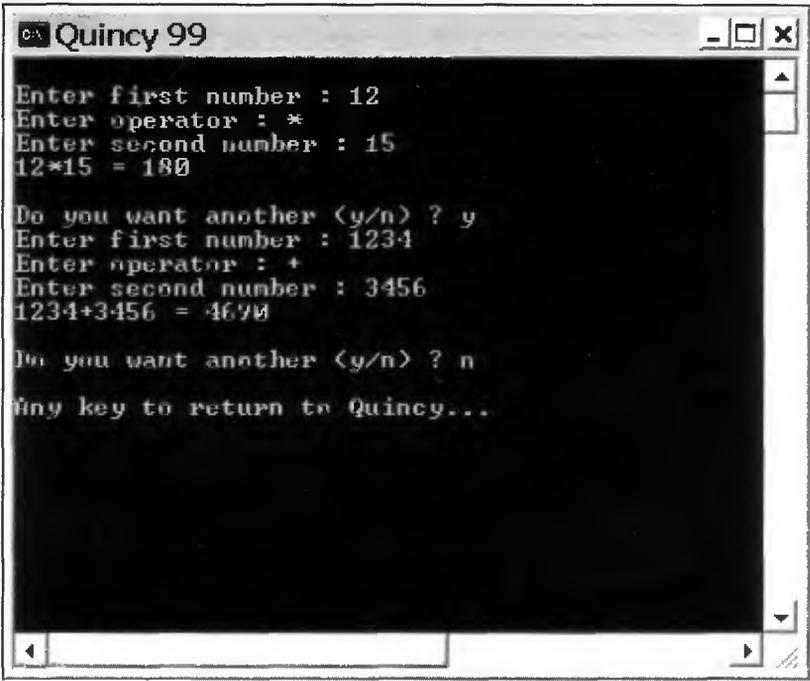 Quincy 99
Enter first number : 12
Enter operator : *
Enter second number : 15
12*15 = 180
Do you want another (y/n) ? y
Enter first number : 1234
Enter operator : +
Enter second number : 3456
1234+3456 = 4690
Do you want another (y/n) ? n
Any key to return to Quincy...